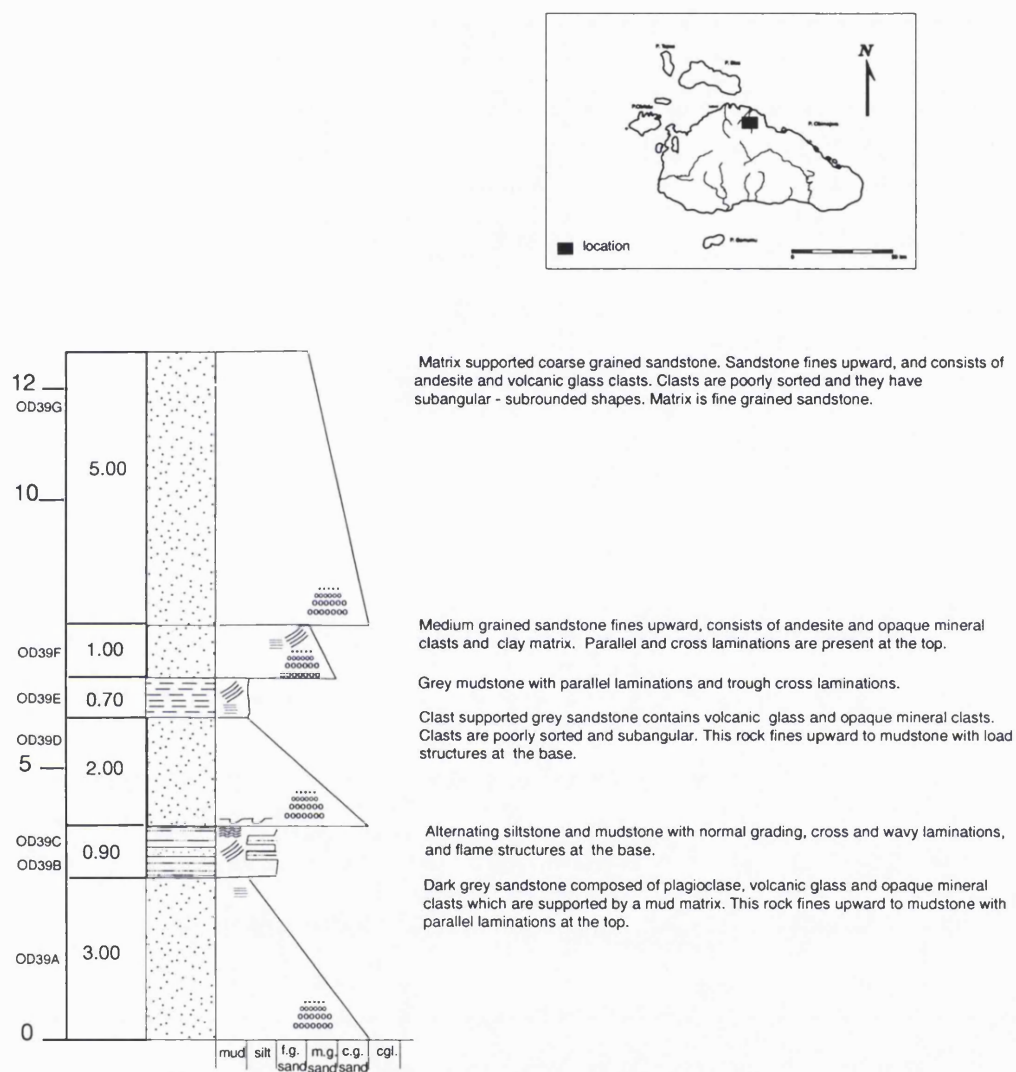 N
location
0
Matrix supported coarse grained sandstone. Sandstone fines upward, and consists of
andesite and volcanic glass clasts. Clasts are poorly sorted and they have
subangular - subrounded shapes. Matrix is fine grained sandstone.
12
OD39G
5.00
10
Medium grained sandstone fines upward, consists of andesite and opaque mineral
clasts and clay matrix. Parallel and cross laminations are present at the top.
OD39F
1.00
Grey mudstone with parallel laminations and trough cross laminations.
OD39E
0.70
Clast supported grey sandstone contains volcanic glass and opaque mineral clasts.
Clasts are poorly sorted and subangular. This rock fines upward to mudstone with load
structures at the base.
OD39D
5
2.00
Alternating siltstone and mudstone with normal grading, cross and wavy laminations,
and flame structures at the base.
OD39C
0.90
OD39B
Dark grey sandstone composed of plagioclase, volcanic glass and opaque mineral
clasts which are supported by a mud matrix. This rock fines upward to mudstone with
parallel laminations at the top.
OD39A
3.00
0
mud silt f.g. sand m.g. sand c.g. sand cgl.